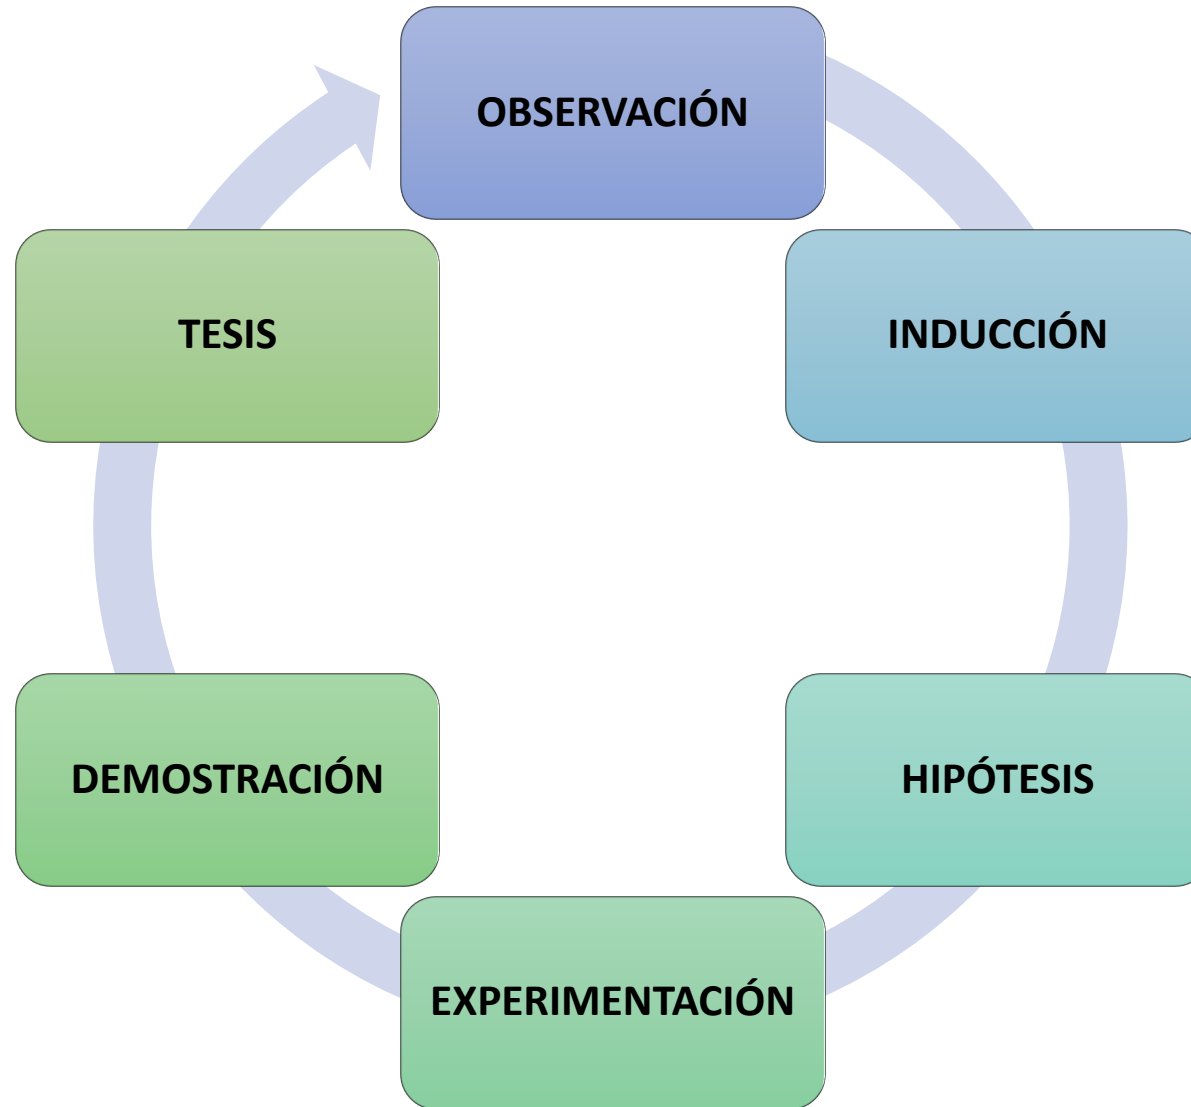 OBSERVACIÓN
INDUCCIÓN
HIPÓTESIS
EXPERIMENTACIÓN
DEMOSTRACIÓN
TESIS